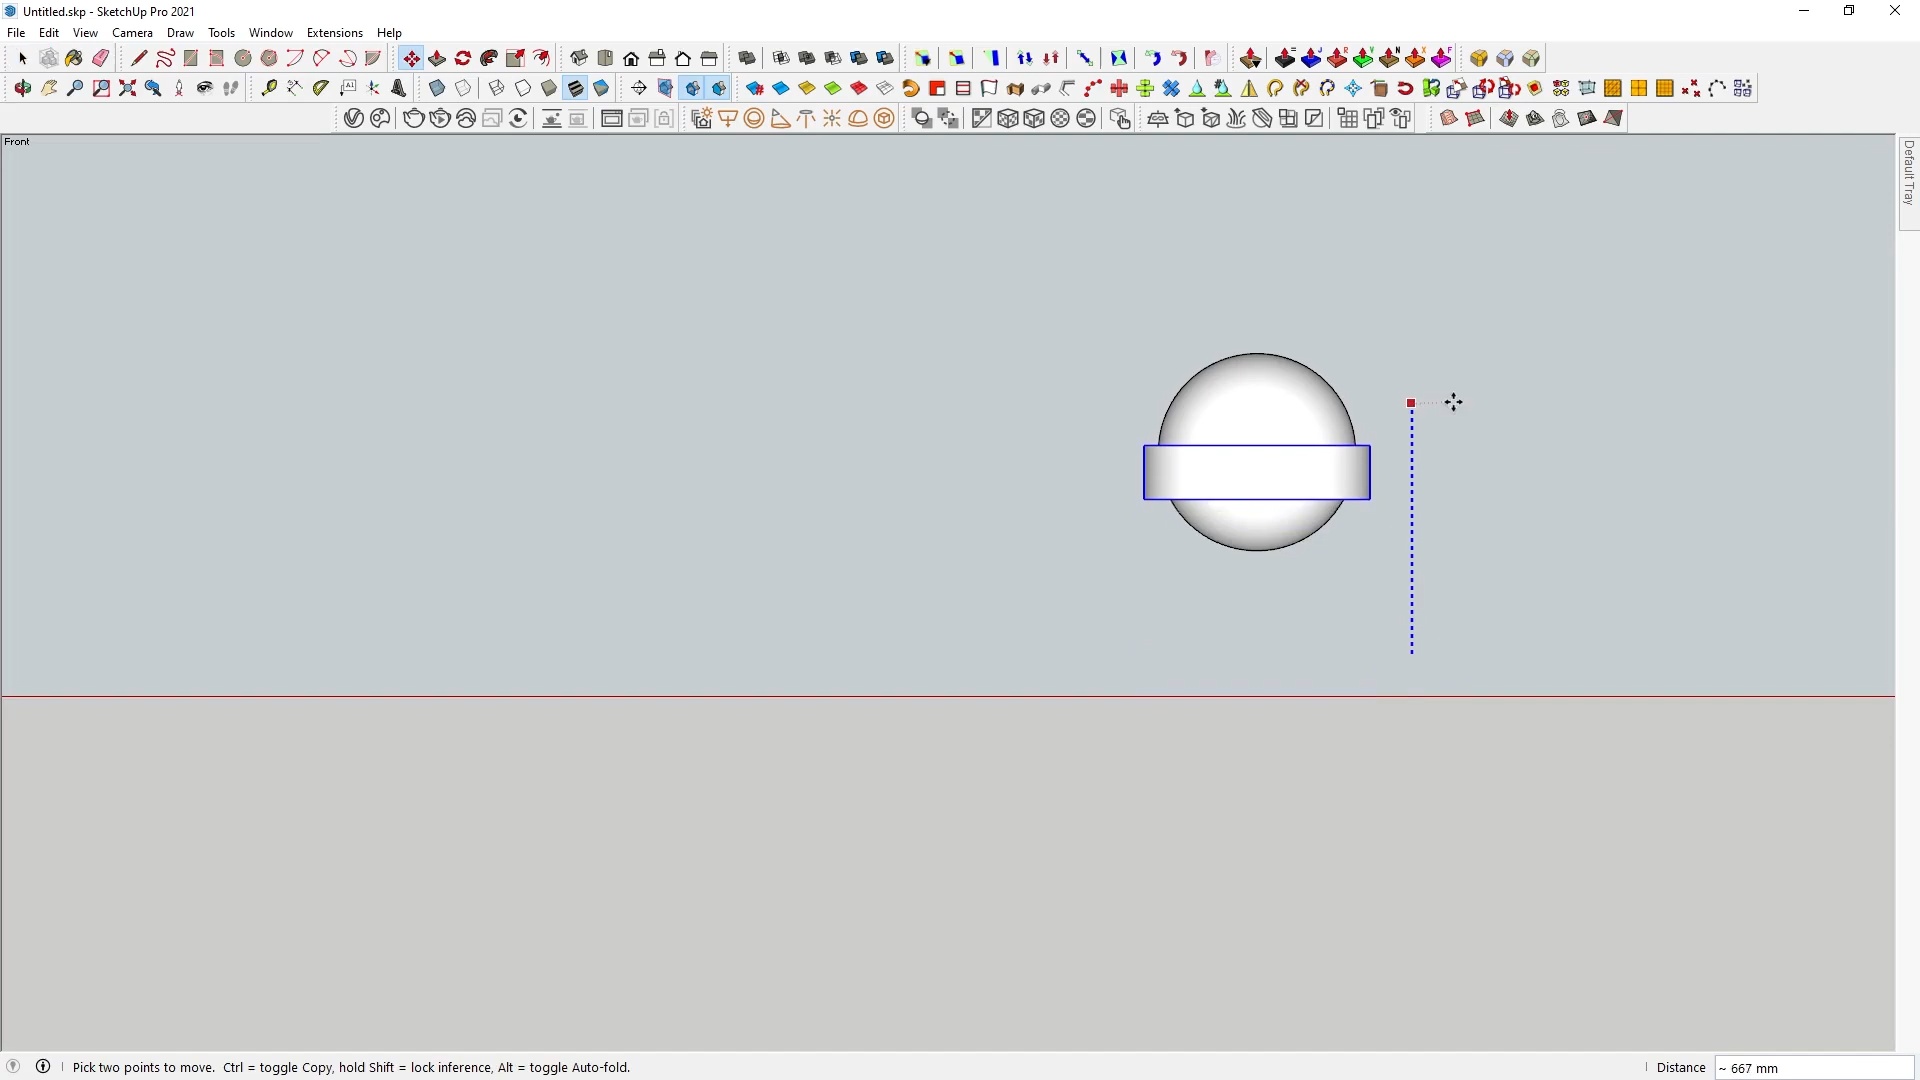 Untitled.skp - SketchUp Pro 2021
File Edit View Camera Draw Tools Window Extensions Help
Front
Default Tray
Pick two points to move. Ctrl = toggle Copy, hold Shift = lock inference, Alt = toggle Auto-fold.
Distance ~ 667 mm